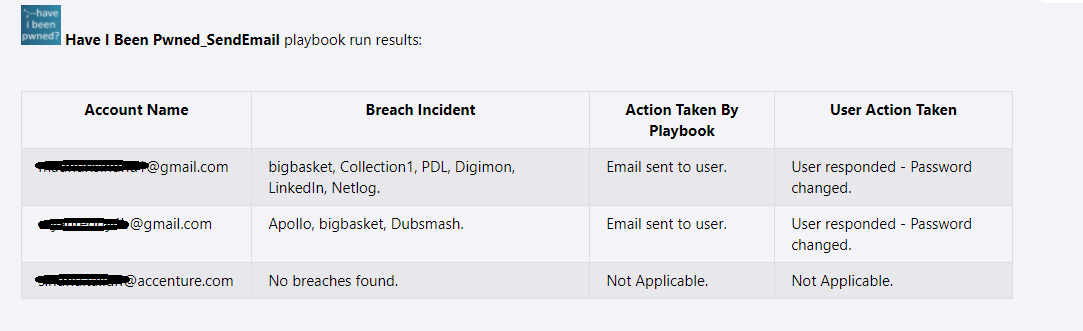 ';--have
i been
pwned?
Have I Been Pwned_SendEmail playbook run results:
Account Name
Breach Incident
Action Taken By
Playbook
User Action Taken
@gmail.com
bigbasket, Collection1, PDL, Digimon,
LinkedIn, Netlog.
Email sent to user.
User responded - Password
changed.
@gmail.com
Apollo, bigbasket, Dubsmash.
Email sent to user.
User responded - Password
changed.
@accenture.com
No breaches found.
Not Applicable.
Not Applicable.